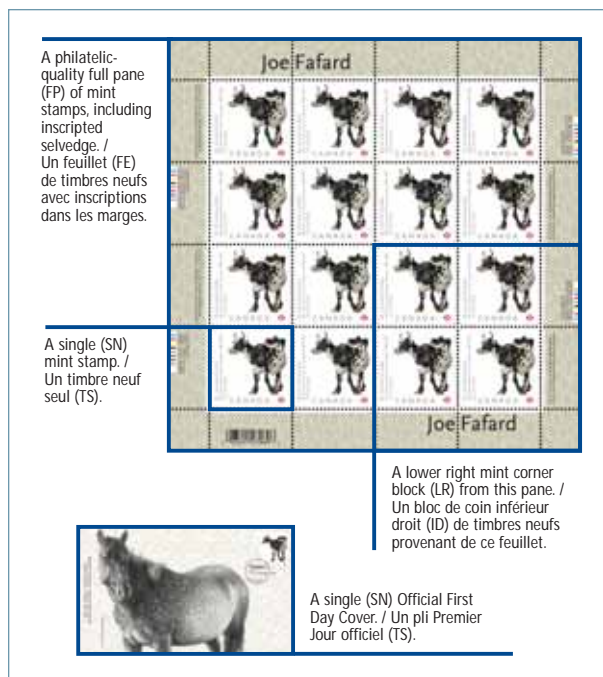 A philatelic-
quality full pane
(FP) of mint
stamps, including
inscripted
selvedge. /
Un feuillet (FE)
de timbres neufs
avec inscriptions
dans les marges.
Joe Fafard
A single (SN)
mint stamp. /
Un timbre neuf
seul (TS).
Joe Fafard
A lower right mint corner
block (LR) from this pane. /
Un bloc de coin inférieur
droit (ID) de timbres neufs
provenant de ce feuillet.
A single (SN) Official First
Day Cover. / Un pli Premier
Jour officiel (TS).